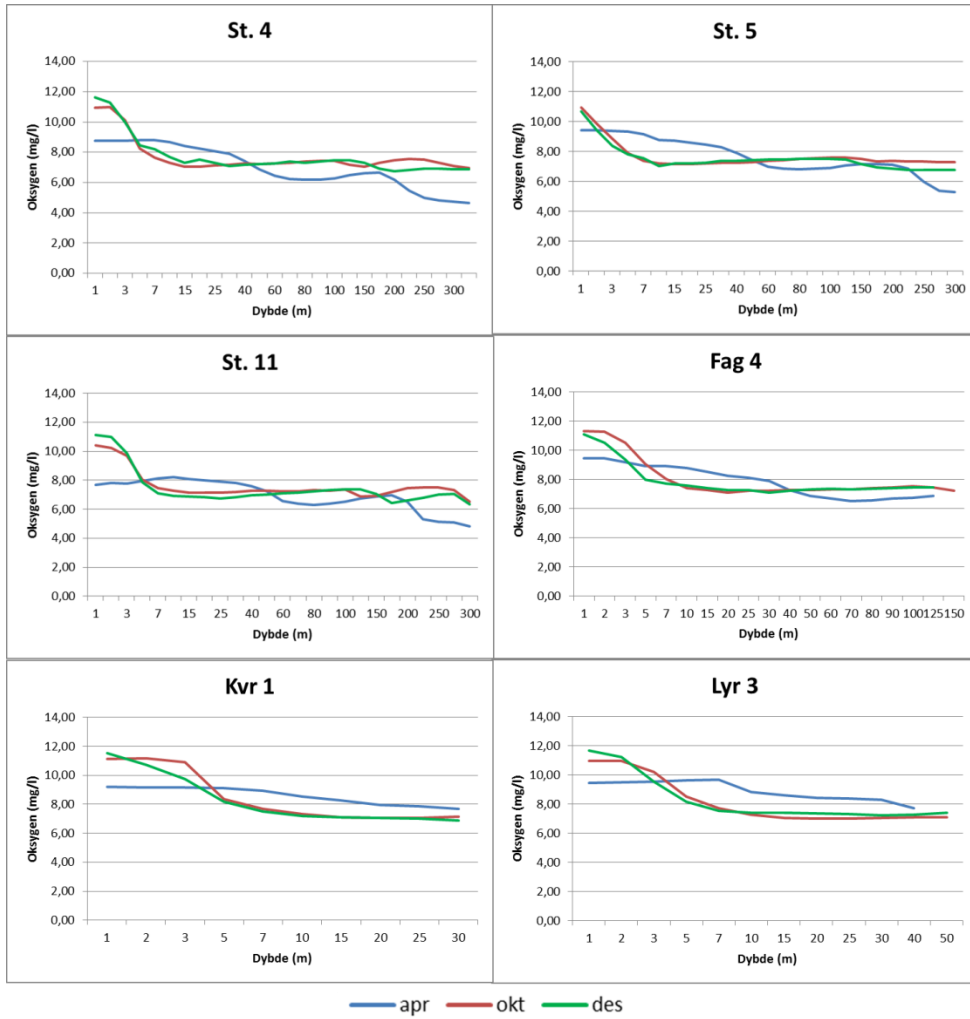 St. 4
14,00
12,00
10,00
8,00
6,00
4,00
2,00
0,00
Oksygen (mg/l)
1 3 7 15 25 40 60 80 100 150 200 250 300
Dybde (m)
St. 5
14,00
12,00
10,00
8,00
6,00
4,00
2,00
0,00
Oksygen (mg/l)
1 3 7 15 25 40 60 80 100 150 200 250 300
Dybde (m)
St. 11
14,00
12,00
10,00
8,00
6,00
4,00
2,00
0,00
Oksygen (mg/l)
1 3 7 15 25 40 60 80 100 150 200 250 300
Dybde (m)
Fag 4
14,00
12,00
10,00
8,00
6,00
4,00
2,00
0,00
Oksygen (mg/l)
1 2 3 5 7 10 15 20 25 30 40 50 60 70 80 90 100 125 150
Dybde (m)
Kvr 1
14,00
12,00
10,00
8,00
6,00
4,00
2,00
0,00
Oksygen (mg/l)
1 2 3 5 7 10 15 20 25 30
Dybde (m)
Lyr 3
14,00
12,00
10,00
8,00
6,00
4,00
2,00
0,00
Oksygen (mg/l)
1 2 3 5 7 10 15 20 25 30 40 50
Dybde (m)
apr okt des